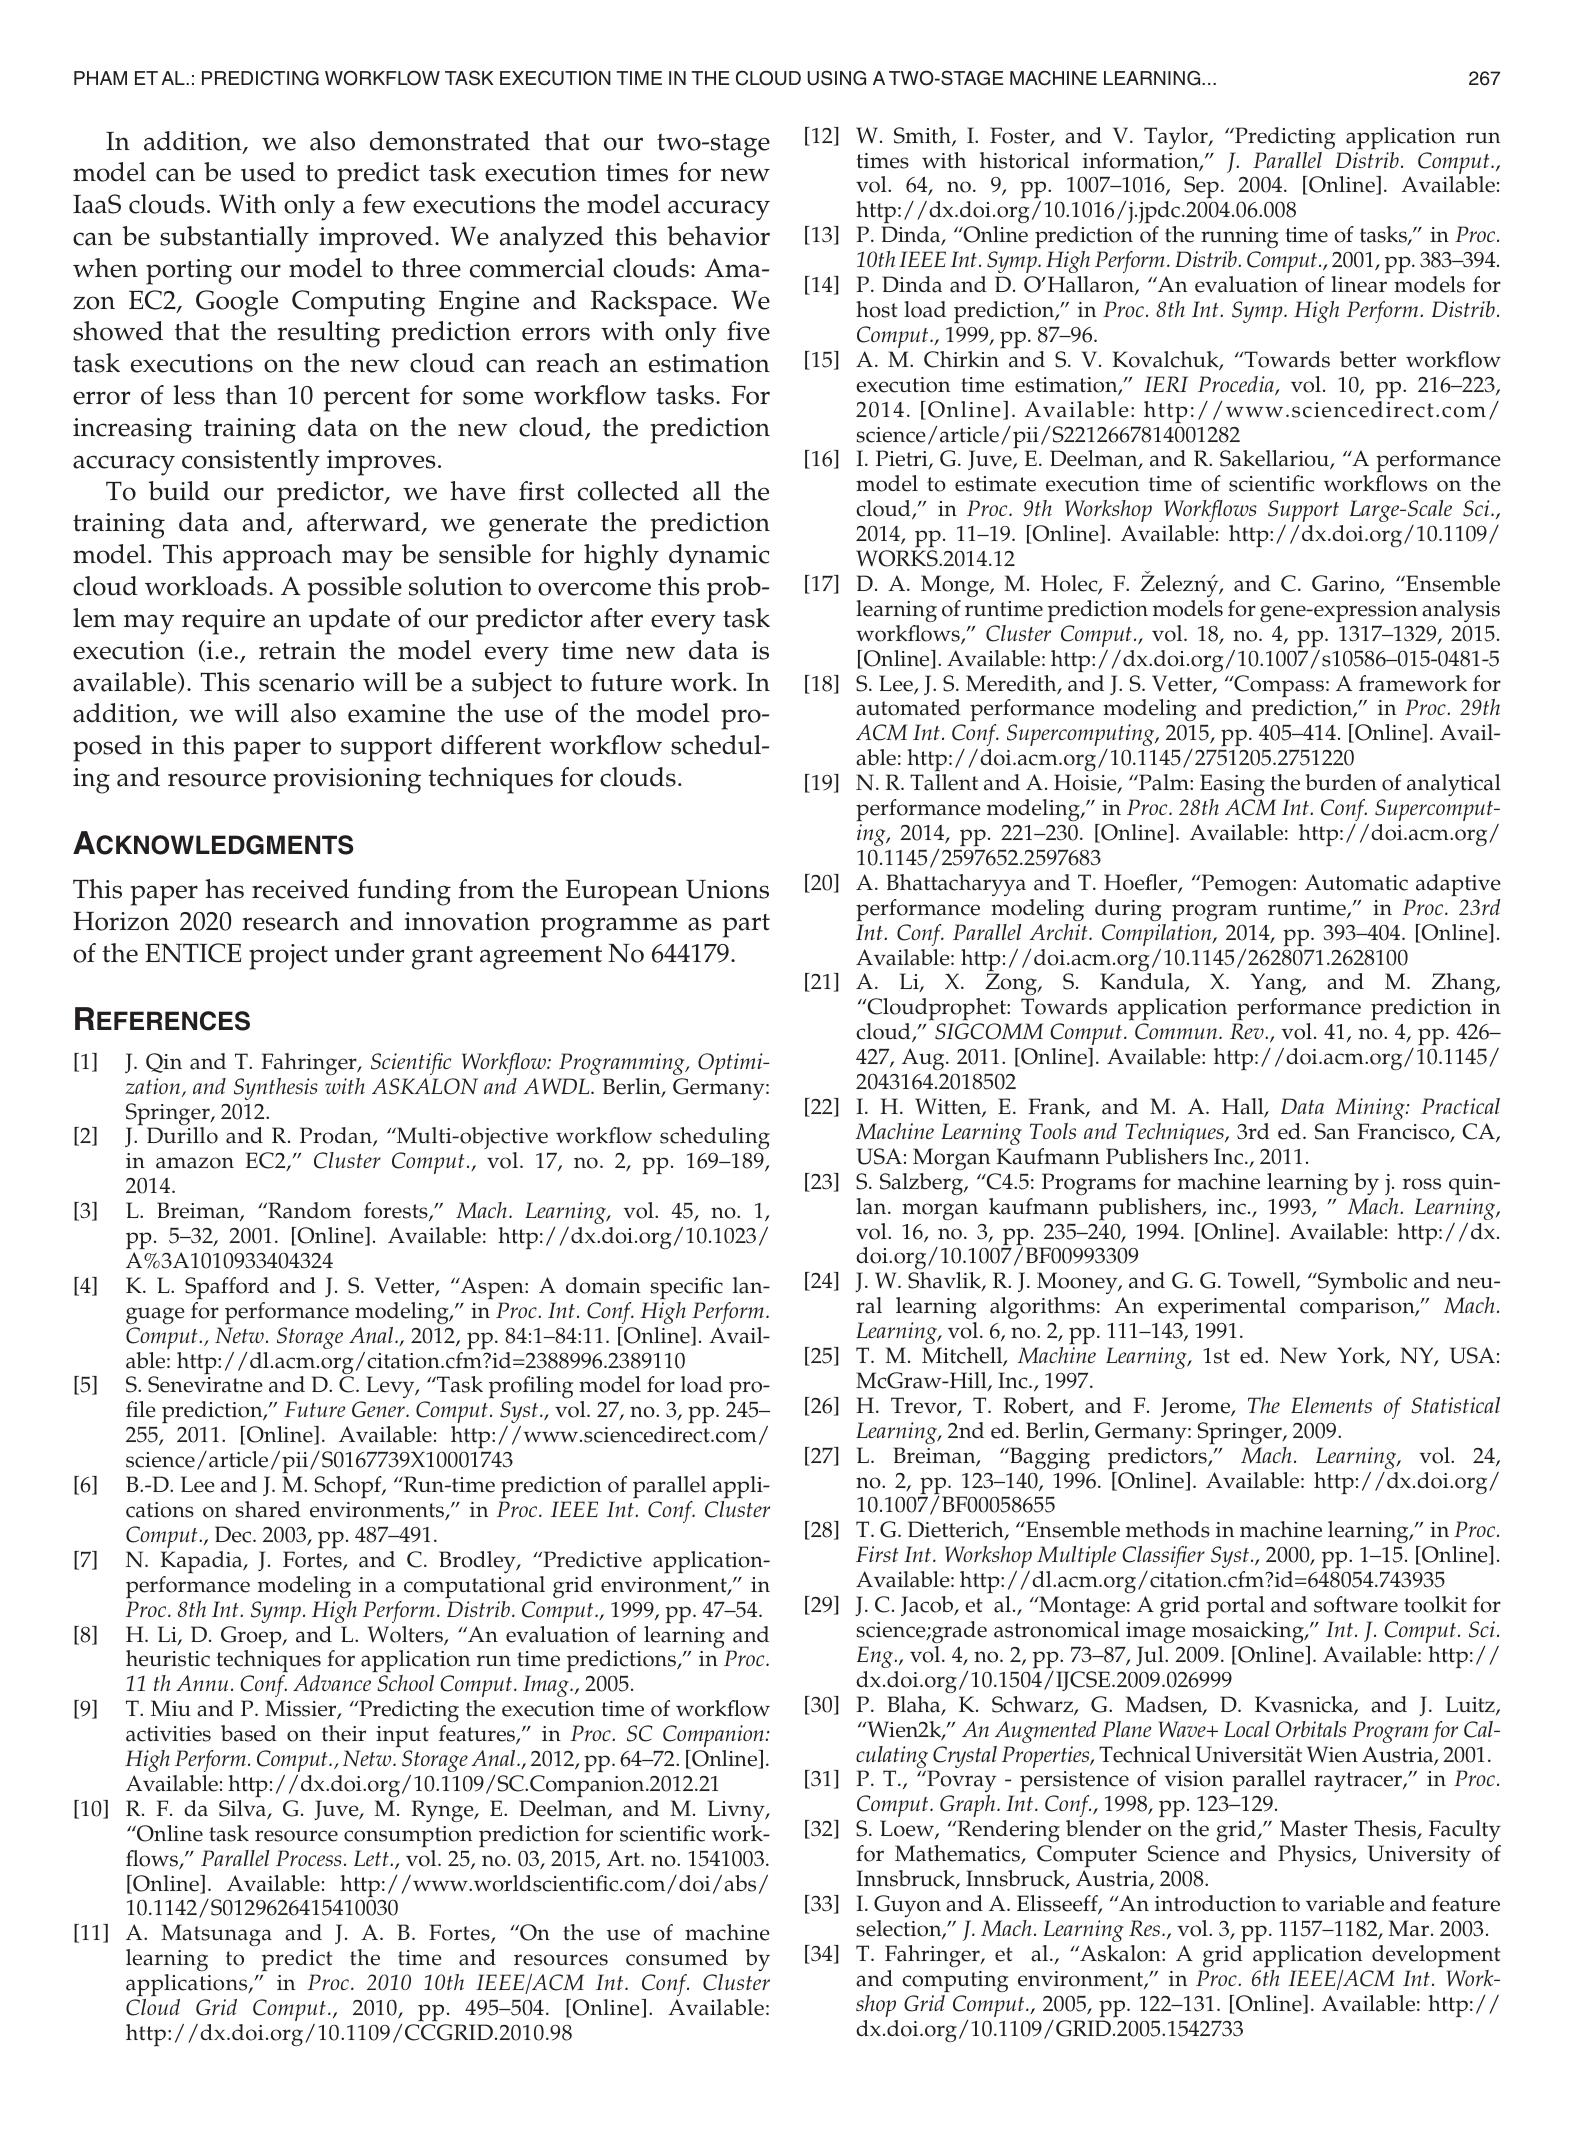 PHAM ET AL.: PREDICTING WORKFLOW TASK EXECUTION TIME IN THE CLOUD USING A TWO-STAGE MACHINE LEARNING...
267
In addition, we also demonstrated that our two-stage
model can be used to predict task execution times for new
IaaS clouds. With only a few executions the model accuracy
can be substantially improved. We analyzed this behavior
when porting our model to three commercial clouds: Ama-
zon EC2, Google Computing Engine and Rackspace. We
showed that the resulting prediction errors with only five
task executions on the new cloud can reach an estimation
error of less than 10 percent for some workflow tasks. For
increasing training data on the new cloud, the prediction
accuracy consistently improves.
To build our predictor, we have first collected all the
training data and, afterward, we generate the prediction
model. This approach may be sensible for highly dynamic
cloud workloads. A possible solution to overcome this prob-
lem may require an update of our predictor after every task
execution (i.e., retrain the model every time new data is
available). This scenario will be a subject to future work. In
addition, we will also examine the use of the model pro-
posed in this paper to support different workflow schedul-
ing and resource provisioning techniques for clouds.
ACKNOWLEDGMENTS
This paper has received funding from the European Unions
Horizon 2020 research and innovation programme as part
of the ENTICE project under grant agreement No 644179.
REFERENCES
[1] J. Qin and T. Fahringer, Scientific Workflow: Programming, Optimi-
zation, and Synthesis with ASKALON and AWDL. Berlin, Germany:
Springer, 2012.
[2] J. Durillo and R. Prodan, “Multi-objective workflow scheduling
in amazon EC2,” Cluster Comput., vol. 17, no. 2, pp. 169–189,
2014.
[3] L. Breiman, “Random forests,” Mach. Learning, vol. 45, no. 1,
pp. 5–32, 2001. [Online]. Available: http://dx.doi.org/10.1023/
A%3A1010933404324
[4] K. L. Spafford and J. S. Vetter, “Aspen: A domain specific lan-
guage for performance modeling,” in Proc. Int. Conf. High Perform.
Comput., Netw. Storage Anal., 2012, pp. 84:1–84:11. [Online]. Avail-
able: http://dl.acm.org/citation.cfm?id=2388996.2389110
[5] S. Seneviratne and D. C. Levy, “Task profiling model for load pro-
file prediction,” Future Gener. Comput. Syst., vol. 27, no. 3, pp. 245–
255, 2011. [Online]. Available: http://www.sciencedirect.com/
science/article/pii/S0167739X10001743
[6] B.-D. Lee and J. M. Schopf, “Run-time prediction of parallel appli-
cations on shared environments,” in Proc. IEEE Int. Conf. Cluster
Comput., Dec. 2003, pp. 487–491.
[7] N. Kapadia, J. Fortes, and C. Brodley, “Predictive application-
performance modeling in a computational grid environment,” in
Proc. 8th Int. Symp. High Perform. Distrib. Comput., 1999, pp. 47–54.
[8] H. Li, D. Groep, and L. Wolters, “An evaluation of learning and
heuristic techniques for application run time predictions,” in Proc.
11 th Annu. Conf. Advance School Comput. Imag., 2005.
[9] T. Miu and P. Missier, “Predicting the execution time of workflow
activities based on their input features,” in Proc. SC Companion:
High Perform. Comput., Netw. Storage Anal., 2012, pp. 64–72. [Online].
Available: http://dx.doi.org/10.1109/SC.Companion.2012.21
[10] R. F. da Silva, G. Juve, M. Rynge, E. Deelman, and M. Livny,
“Online task resource consumption prediction for scientific work-
flows,” Parallel Process. Lett., vol. 25, no. 03, 2015, Art. no. 1541003.
[Online]. Available: http://www.worldscientific.com/doi/abs/
10.1142/S0129626415410030
[11] A. Matsunaga and J. A. B. Fortes, “On the use of machine
learning to predict the time and resources consumed by
applications,” in Proc. 2010 10th IEEE/ACM Int. Conf. Cluster
Cloud Grid Comput., 2010, pp. 495–504. [Online]. Available:
http://dx.doi.org/10.1109/CCGRID.2010.98
[12] W. Smith, I. Foster, and V. Taylor, “Predicting application run
times with historical information,” J. Parallel Distrib. Comput.,
vol. 64, no. 9, pp. 1007–1016, Sep. 2004. [Online]. Available:
http://dx.doi.org/10.1016/j.jpdc.2004.06.008
[13] P. Dinda, “Online prediction of the running time of tasks,” in Proc.
10th IEEE Int. Symp. High Perform. Distrib. Comput., 2001, pp. 383–394.
[14] P. Dinda and D. O’Hallaron, “An evaluation of linear models for
host load prediction,” in Proc. 8th Int. Symp. High Perform. Distrib.
Comput., 1999, pp. 87–96.
[15] A. M. Chirkin and S. V. Kovalchuk, “Towards better workflow
execution time estimation,” IERI Procedia, vol. 10, pp. 216–223,
2014. [Online]. Available: http://www.sciencedirect.com/
science/article/pii/S2212667814001282
[16] I. Pietri, G. Juve, E. Deelman, and R. Sakellariou, “A performance
model to estimate execution time of scientific workflows on the
cloud,” in Proc. 9th Workshop Workflows Support Large-Scale Sci.,
2014, pp. 11–19. [Online]. Available: http://dx.doi.org/10.1109/
WORKS.2014.12
[17] D. A. Monge, M. Holec, F. Železný, and C. Garino, “Ensemble
learning of runtime prediction models for gene-expression analysis
workflows,” Cluster Comput., vol. 18, no. 4, pp. 1317–1329, 2015.
[Online]. Available: http://dx.doi.org/10.1007/s10586–015-0481-5
[18] S. Lee, J. S. Meredith, and J. S. Vetter, “Compass: A framework for
automated performance modeling and prediction,” in Proc. 29th
ACM Int. Conf. Supercomputing, 2015, pp. 405–414. [Online]. Avail-
able: http://doi.acm.org/10.1145/2751205.2751220
[19] N. R. Tallent and A. Hoisie, “Palm: Easing the burden of analytical
performance modeling,” in Proc. 28th ACM Int. Conf. Supercomput-
ing, 2014, pp. 221–230. [Online]. Available: http://doi.acm.org/
10.1145/2597652.2597683
[20] A. Bhattacharyya and T. Hoefler, “Pemogen: Automatic adaptive
performance modeling during program runtime,” in Proc. 23rd
Int. Conf. Parallel Archit. Compilation, 2014, pp. 393–404. [Online].
Available: http://doi.acm.org/10.1145/2628071.2628100
[21] A. Li, X. Zong, S. Kandula, X. Yang, and M. Zhang,
“Cloudprophet: Towards application performance prediction in
cloud,” SIGCOMM Comput. Commun. Rev., vol. 41, no. 4, pp. 426–
427, Aug. 2011. [Online]. Available: http://doi.acm.org/10.1145/
2043164.2018502
[22] I. H. Witten, E. Frank, and M. A. Hall, Data Mining: Practical
Machine Learning Tools and Techniques, 3rd ed. San Francisco, CA,
USA: Morgan Kaufmann Publishers Inc., 2011.
[23] S. Salzberg, “C4.5: Programs for machine learning by j. ross quin-
lan. morgan kaufmann publishers, inc., 1993, ” Mach. Learning,
vol. 16, no. 3, pp. 235–240, 1994. [Online]. Available: http://dx.
doi.org/10.1007/BF00993309
[24] J. W. Shavlik, R. J. Mooney, and G. G. Towell, “Symbolic and neu-
ral learning algorithms: An experimental comparison,” Mach.
Learning, vol. 6, no. 2, pp. 111–143, 1991.
[25] T. M. Mitchell, Machine Learning, 1st ed. New York, NY, USA:
McGraw-Hill, Inc., 1997.
[26] H. Trevor, T. Robert, and F. Jerome, The Elements of Statistical
Learning, 2nd ed. Berlin, Germany: Springer, 2009.
[27] L. Breiman, “Bagging predictors,” Mach. Learning, vol. 24,
no. 2, pp. 123–140, 1996. [Online]. Available: http://dx.doi.org/
10.1007/BF00058655
[28] T. G. Dietterich, “Ensemble methods in machine learning,” in Proc.
First Int. Workshop Multiple Classifier Syst., 2000, pp. 1–15. [Online].
Available: http://dl.acm.org/citation.cfm?id=648054.743935
[29] J. C. Jacob, et al., “Montage: A grid portal and software toolkit for
science;grade astronomical image mosaicking,” Int. J. Comput. Sci.
Eng., vol. 4, no. 2, pp. 73–87, Jul. 2009. [Online]. Available: http://
dx.doi.org/10.1504/IJCSE.2009.026999
[30] P. Blaha, K. Schwarz, G. Madsen, D. Kvasnicka, and J. Luitz,
“Wien2k,” An Augmented Plane Wave+ Local Orbitals Program for Cal-
culating Crystal Properties, Technical Universität Wien Austria, 2001.
[31] P. T., “Povray - persistence of vision parallel raytracer,” in Proc.
Comput. Graph. Int. Conf., 1998, pp. 123–129.
[32] S. Loew, “Rendering blender on the grid,” Master Thesis, Faculty
for Mathematics, Computer Science and Physics, University of
Innsbruck, Innsbruck, Austria, 2008.
[33] I. Guyon and A. Elisseeff, “An introduction to variable and feature
selection,” J. Mach. Learning Res., vol. 3, pp. 1157–1182, Mar. 2003.
[34] T. Fahringer, et al., “Askalon: A grid application development
and computing environment,” in Proc. 6th IEEE/ACM Int. Work-
shop Grid Comput., 2005, pp. 122–131. [Online]. Available: http://
dx.doi.org/10.1109/GRID.2005.1542733